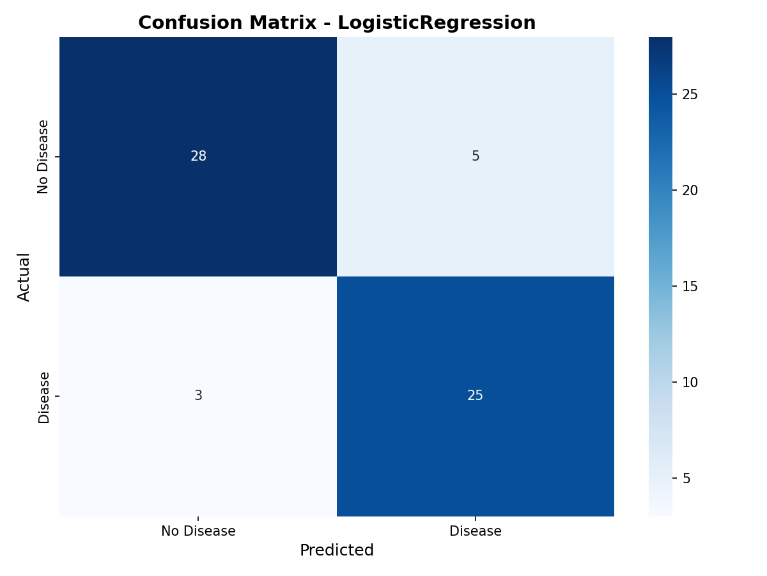 Confusion Matrix - LogisticRegression
No Disease
28
5
25
20
15
10
5
Actual
Disease
3
25
No Disease
Disease
Predicted